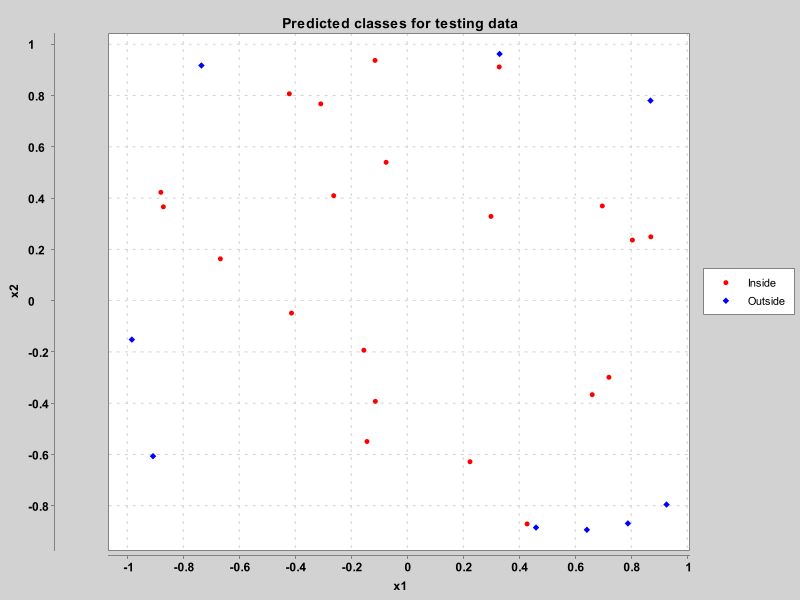 Predicted classes for testing data
1
0.8
0.6
0.4
0.2
0
-0.2
-0.4
-0.6
-0.8
x2
-1 -0.8 -0.6 -0.4 -0.2 0 0.2 0.4 0.6 0.8 1
x1
Inside
Outside